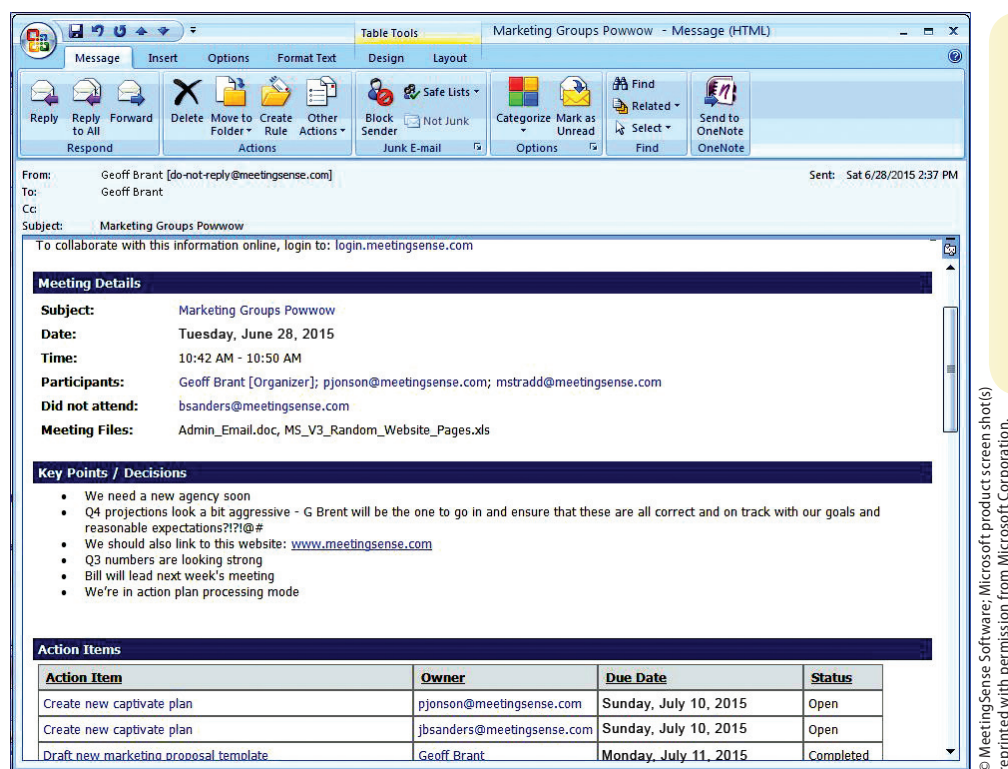 Table Tools Marketing Groups Powwow - Message (HTML)
Message Insert Options Format Text Design Layout
Reply Reply to All Forward Delete Move to Folder Create Rule Other Actions Block Sender Safe Lists Not Junk Categorize Mark as Unread Find Related Select Send to OneNote
Respond Actions Junk E-mail Options Find OneNote
From: Geoff Brant [do-not-reply@meetingsense.com] Sent: Sat 6/28/2015 2:37 PM
To: Geoff Brant
Cc:
Subject: Marketing Groups Powwow
To collaborate with this information online, login to: login.meetingsense.com
Meeting Details
Subject: Marketing Groups Powwow
Date: Tuesday, June 28, 2015
Time: 10:42 AM - 10:50 AM
Participants: Geoff Brant [Organizer]; pjonson@meetingsense.com; mstradd@meetingsense.com
Did not attend: bsanders@meetingsense.com
Meeting Files: Admin_Email.doc, MS_V3_Random_Website_Pages.xls
Key Points / Decisions
• We need a new agency soon
• Q4 projections look a bit aggressive - G Brent will be the one to go in and ensure that these are all correct and on track with our goals and
reasonable expectations?!?!@#
• We should also link to this website: www.meetingsense.com
• Q3 numbers are looking strong
• Bill will lead next week's meeting
• We're in action plan processing mode
Action Items
Action Item Owner Due Date Status
Create new captivate plan pjonson@meetingsense.com Sunday, July 10, 2015 Open
Create new captivate plan jbsanders@meetingsense.com Sunday, July 10, 2015 Open
Draft new marketing proposal template Geoff Brant Monday, July 11, 2015 Completed
© MeetingSense Software; Microsoft product screen shot(s)
reprinted with permission from Microsoft Corporation.